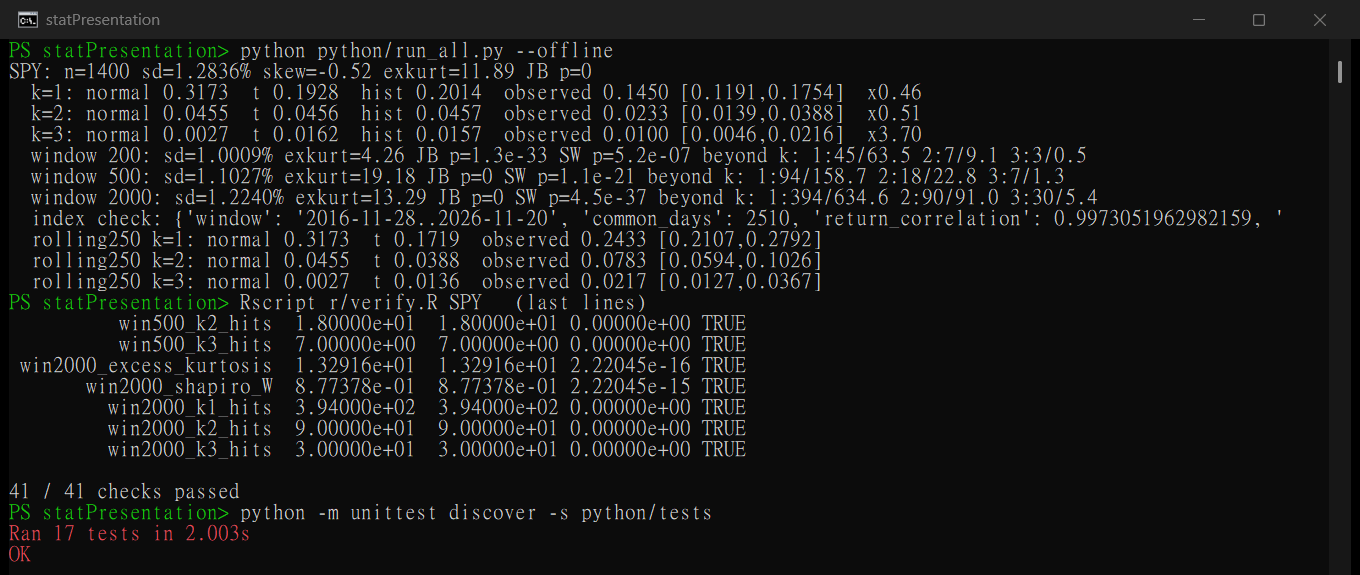 statPresentation
PS statPresentation> python python/run_all.py --offline
SPY: n=1400 sd=1.2836% skew=-0.52 exkurt=11.89 JB p=0
  k=1: normal 0.3173  t 0.1928  hist 0.2014  observed 0.1450 [0.1191,0.1754]  x0.46
  k=2: normal 0.0455  t 0.0456  hist 0.0457  observed 0.0233 [0.0139,0.0388]  x0.51
  k=3: normal 0.0027  t 0.0162  hist 0.0157  observed 0.0100 [0.0046,0.0216]  x3.70
  window 200: sd=1.0009% exkurt=4.26 JB p=1.3e-33 SW p=5.2e-07 beyond k: 1:45/63.5 2:7/9.1 3:3/0.5
  window 500: sd=1.1027% exkurt=19.18 JB p=0 SW p=1.1e-21 beyond k: 1:94/158.7 2:18/22.8 3:7/1.3
  window 2000: sd=1.2240% exkurt=13.29 JB p=0 SW p=4.5e-37 beyond k: 1:394/634.6 2:90/91.0 3:30/5.4
  index check: {'window': '2016-11-28..2026-11-20', 'common_days': 2510, 'return_correlation': 0.9973051962982159, '
  rolling250 k=1: normal 0.3173  t 0.1719  observed 0.2433 [0.2107,0.2792]
  rolling250 k=2: normal 0.0455  t 0.0388  observed 0.0783 [0.0594,0.1026]
  rolling250 k=3: normal 0.0027  t 0.0136  observed 0.0217 [0.0127,0.0367]
PS statPresentation> Rscript r/verify.R SPY   (last lines)
          win500_k2_hits  1.80000e+01  1.80000e+01 0.00000e+00 TRUE
          win500_k3_hits  7.00000e+00  7.00000e+00 0.00000e+00 TRUE
 win2000_excess_kurtosis  1.32916e+01  1.32916e+01 2.22045e-16 TRUE
       win2000_shapiro_W  8.77378e-01  8.77378e-01 2.22045e-15 TRUE
         win2000_k1_hits  3.94000e+02  3.94000e+02 0.00000e+00 TRUE
         win2000_k2_hits  9.00000e+01  9.00000e+01 0.00000e+00 TRUE
         win2000_k3_hits  3.00000e+01  3.00000e+01 0.00000e+00 TRUE
41 / 41 checks passed
PS statPresentation> python -m unittest discover -s python/tests
Ran 17 tests in 2.003s
OK